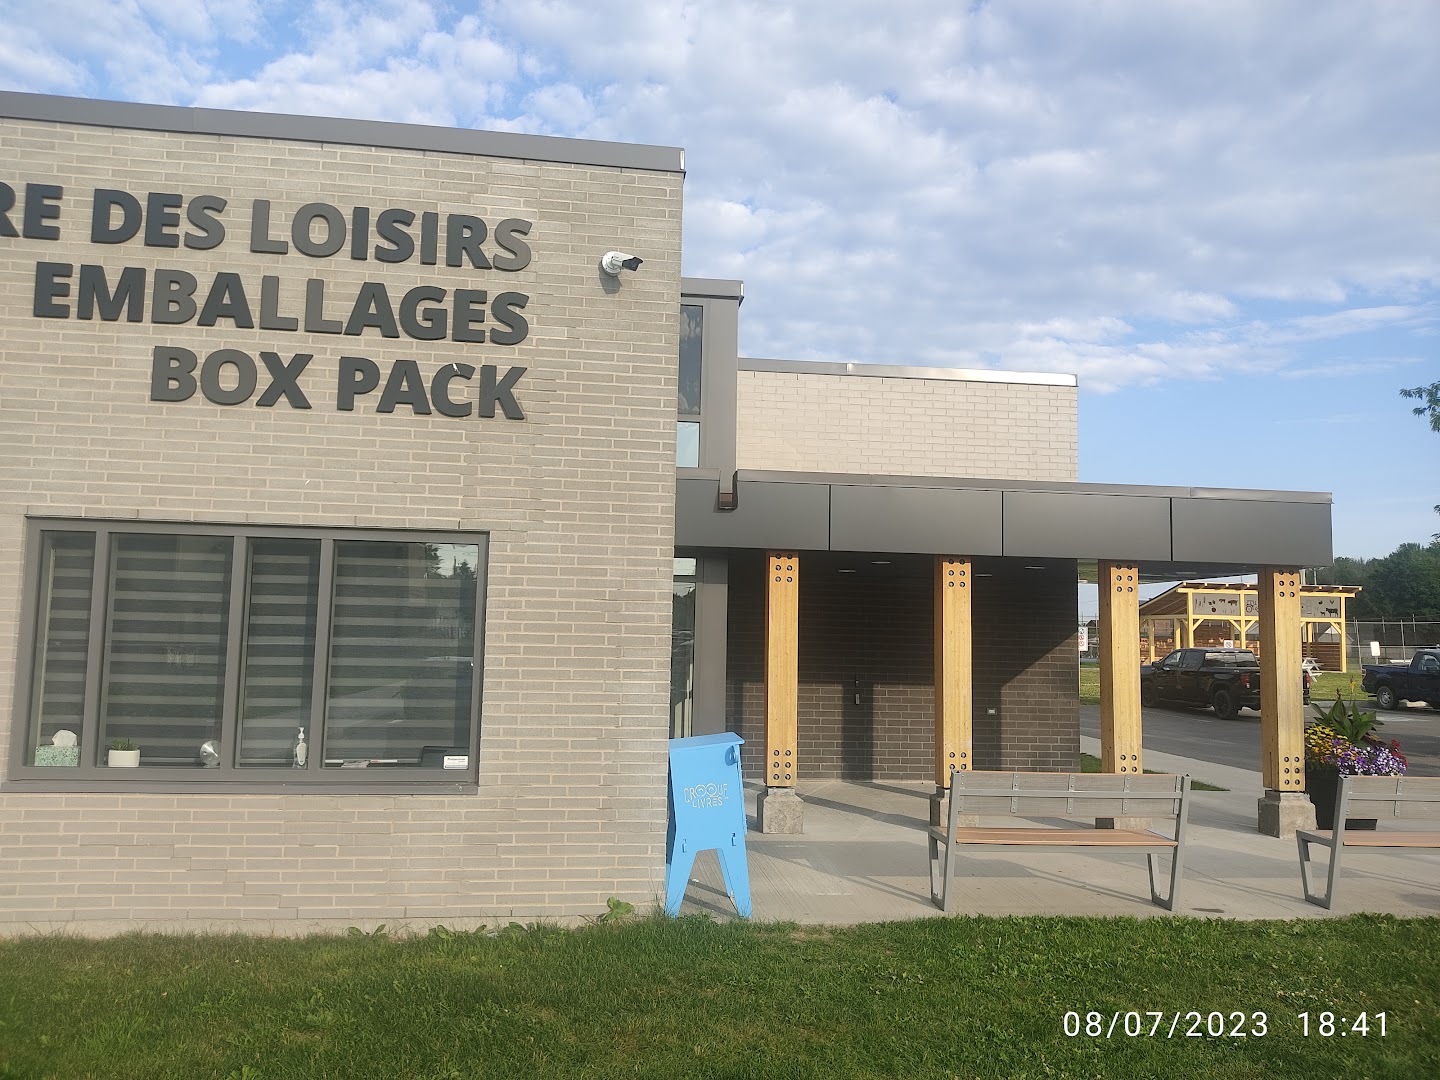 RE DES LOISIRS
EMBALLAGES
BOX PACK
CROQUE
LIVRES
08/07/2023 18:41